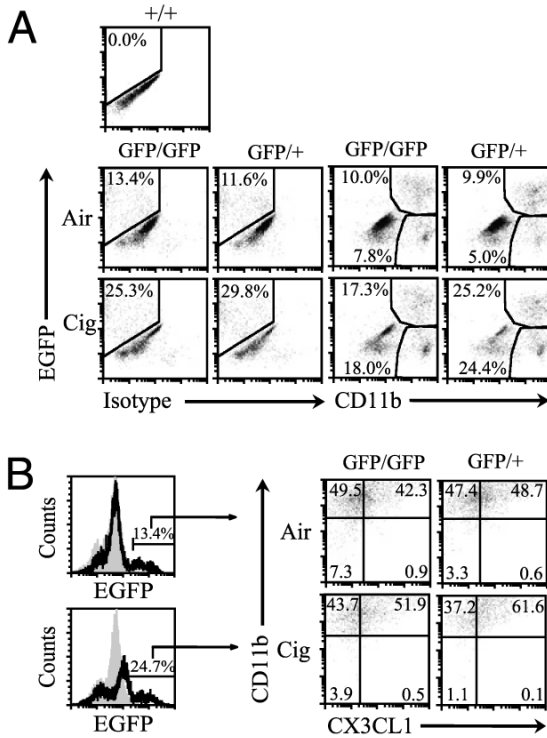 A
+/+
0.0%
GFP/GFP GFP/+ GFP/GFP GFP/+
Air
13.4% 11.6% 10.0% 9.9%
7.8% 5.0%
Cig
25.3% 29.8% 17.3% 25.2%
18.0% 24.4%
EGFP
Isotype CD11b
B
GFP/GFP GFP/+
Counts
13.4%
EGFP
Air
49.5 42.3 47.4 48.7
7.3 0.9 3.3 0.6
Counts
24.7%
EGFP
CD11b
Cig
43.7 51.9 37.2 61.6
3.9 0.5 1.1 0.1
CX3CL1